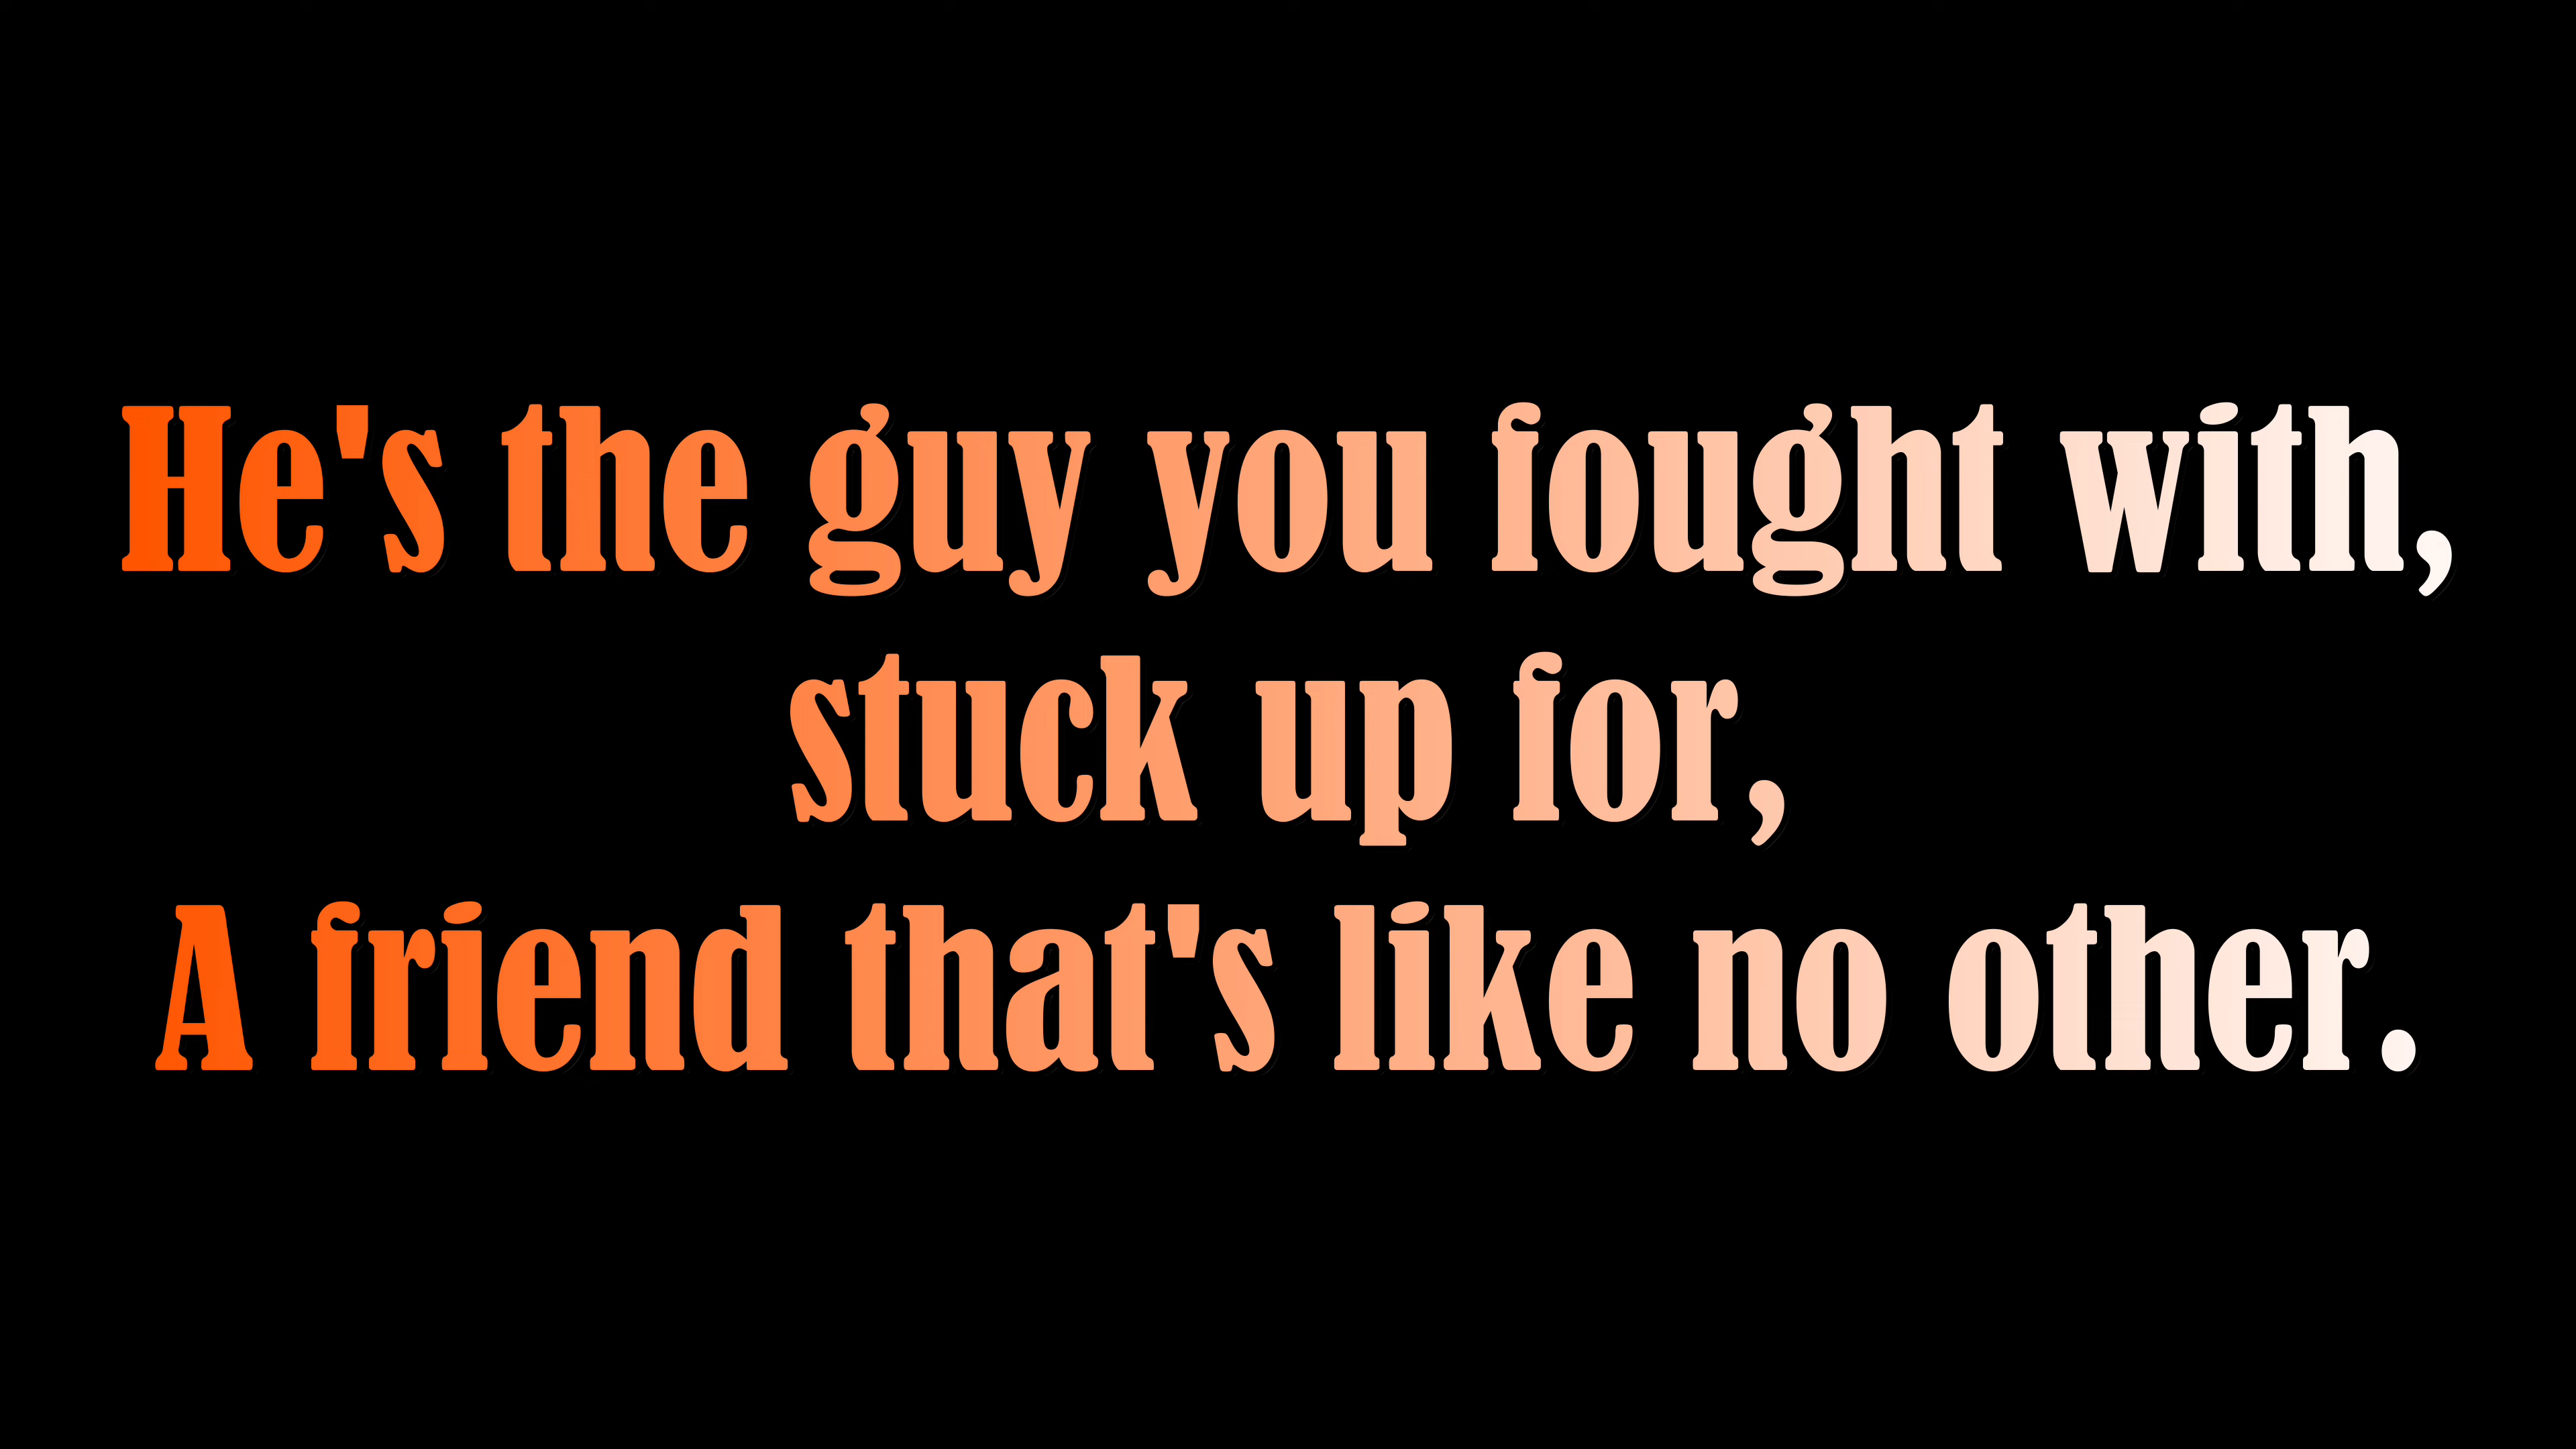 He's the guy you fought with,
stuck up for,
A friend that's like no other.